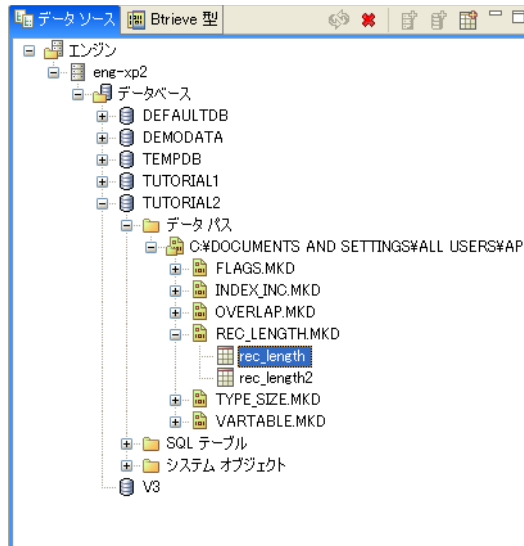 データ ソース Btrieve 型
エンジン
eng-xp2
データベース
DEFAULTDB
DEMODATA
TEMPDB
TUTORIAL1
TUTORIAL2
データ パス
C:¥DOCUMENTS AND SETTINGS¥ALL USERS¥AP
FLAGS.MKD
INDEX_INC.MKD
OVERLAP.MKD
REC_LENGTH.MKD
rec_length
rec_length2
TYPE_SIZE.MKD
VARTABLE.MKD
SQL テーブル
システム オブジェクト
V3